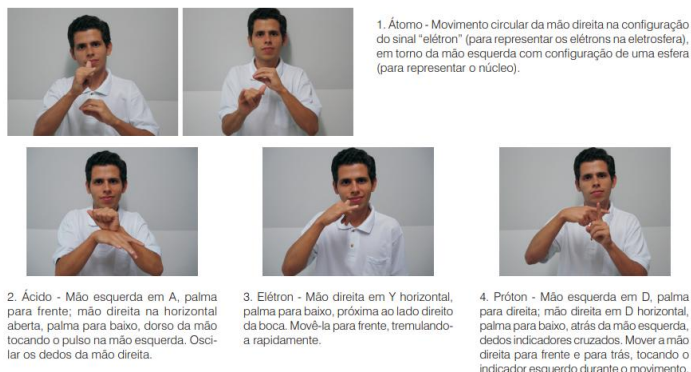 1. Átomo - Movimento circular da mão direita na configuração
do sinal "elétron" (para representar os elétrons na eletrosfera),
em torno da mão esquerda com configuração de uma esfera
(para representar o núcleo).
2. Ácido - Mão esquerda em A, palma
para frente; mão direita na horizontal
aberta, palma para baixo, dorso da mão
tocando o pulso na mão esquerda. Osci-
lar os dedos da mão direita.
3. Elétron - Mão direita em Y horizontal,
palma para baixo, próxima ao lado direito
da boca. Movê-la para frente, tremulando-
a rapidamente.
4. Próton - Mão esquerda em D, palma
para direita; mão direita em D horizontal,
palma para baixo, atrás da mão esquerda,
dedos indicadores cruzados. Mover a mão
direita para frente e para trás, tocando o
indicador esquerdo durante o movimento.